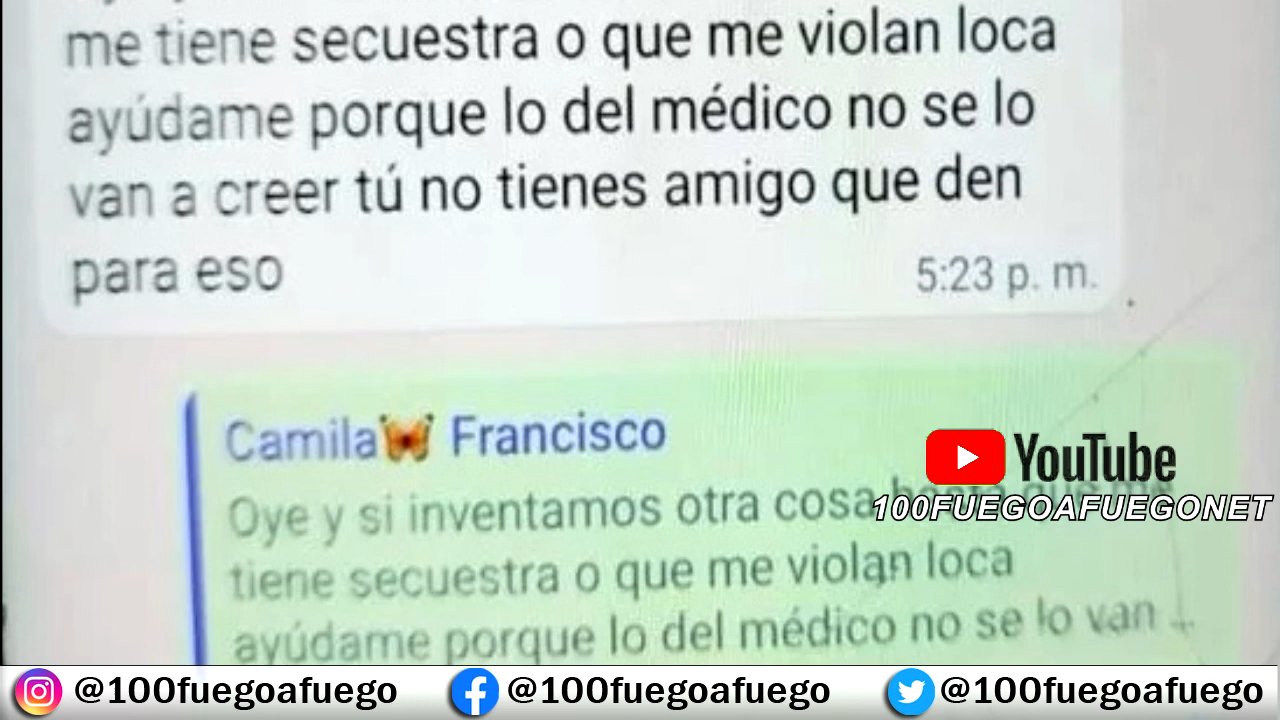 me tiene secuestra o que me violan loca
ayúdame porque lo del médico no se lo
van a creer tú no tienes amigo que den
para eso
5:23 p. m.
Camila Francisco
Oye y si inventamos otra cosa
YouTube
100FUEGOAFUEGONET
tiene secuestra o que me violan loca
ayúdame porque lo del médico no se lo van
@100fuegoafuego
@100fuegoafuego
@100fuegoafuego